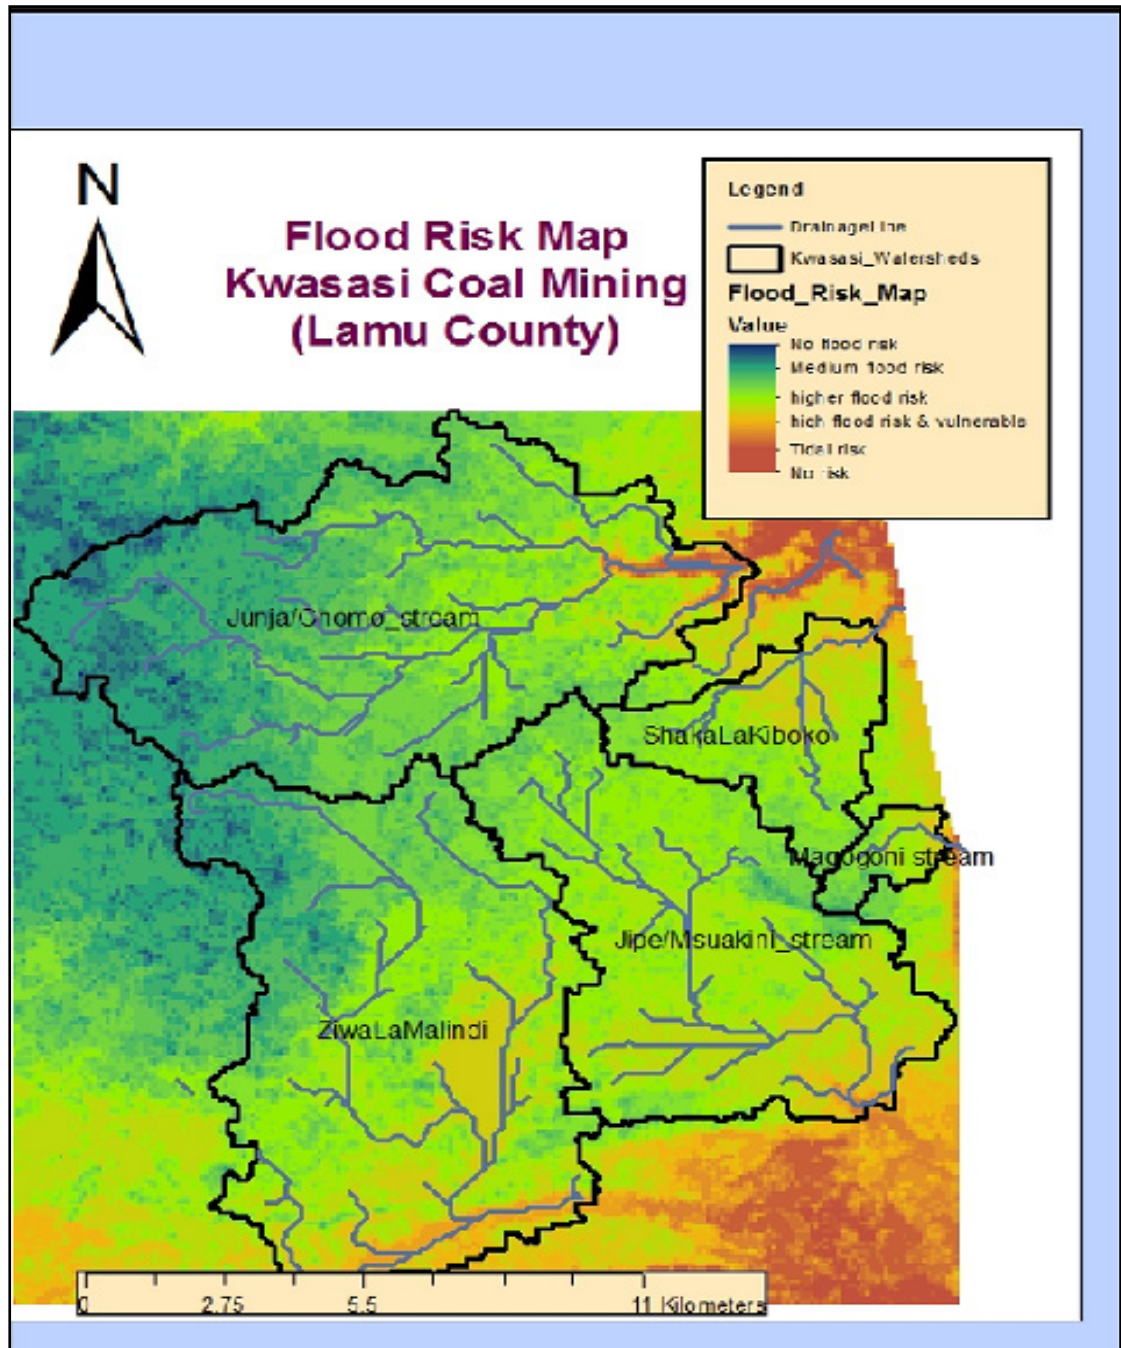 N
Flood Risk Map
Kwasasi Coal Mining
(Lamu County)
Legend
DrainageLine
Kwasasi_Watersheds
Flood_Risk_Map
Value
No flood risk
Medium flood risk
higher flood risk
high flood risk & vulnerable
Tidal risk
No risk
Junja/Chomo_stream
ShakaLaKiboko
Magogoni stream
Jipe/Msuakini_stream
ZiwaLaMalindi
0 2.75 5.5 11 Kilometers